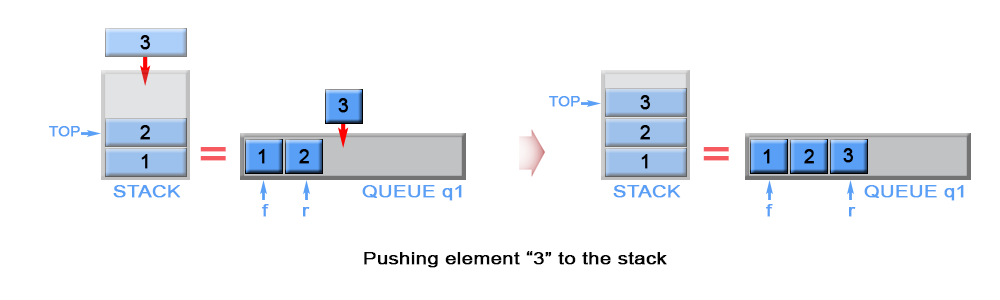 3
TOP
2
1
STACK
=
3
1 2
QUEUE q1
f r
TOP
3
2
1
STACK
=
1 2 3
QUEUE q1
f r
Pushing element “3” to the stack